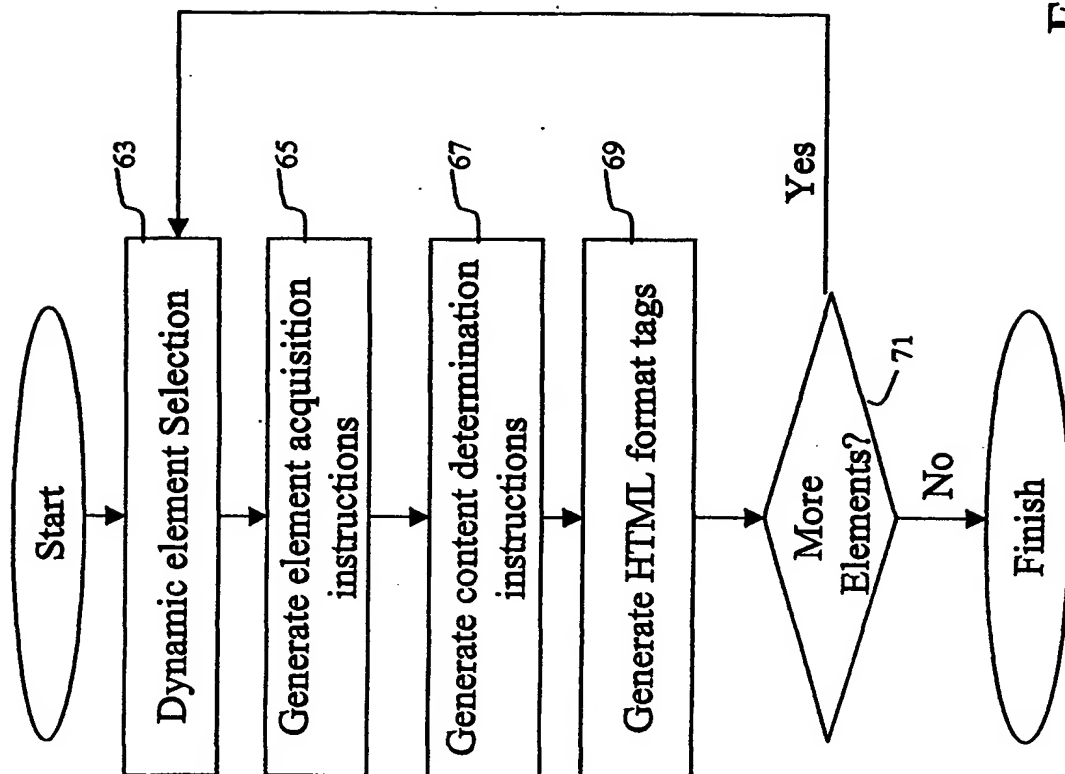 Start
63
Dynamic element Selection
65
Generate element acquisition
instructions
67
Generate content determination
instructions
69
Generate HTML format tags
71
More
Elements?
Yes
No
Finish